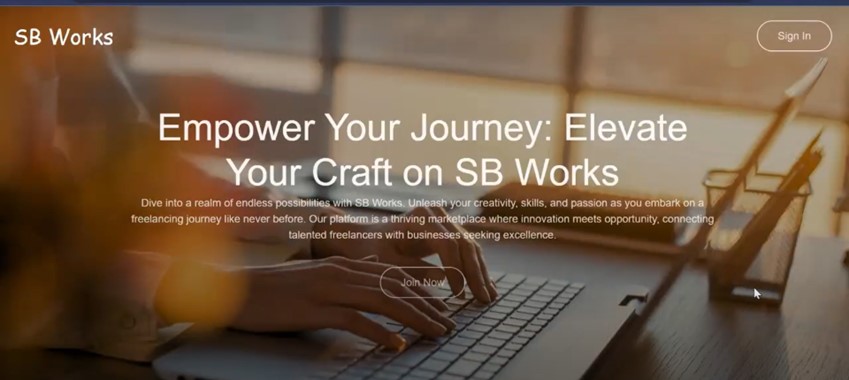 SB Works
Sign In
Empower Your Journey: Elevate
Your Craft on SB Works
Dive into a realm of endless possibilities with SB Works. Unleash your creativity, skills, and passion as you embark on a
freelancing journey like never before. Our platform is a thriving marketplace where innovation meets opportunity, connecting
talented freelancers with businesses seeking excellence.
Join Now